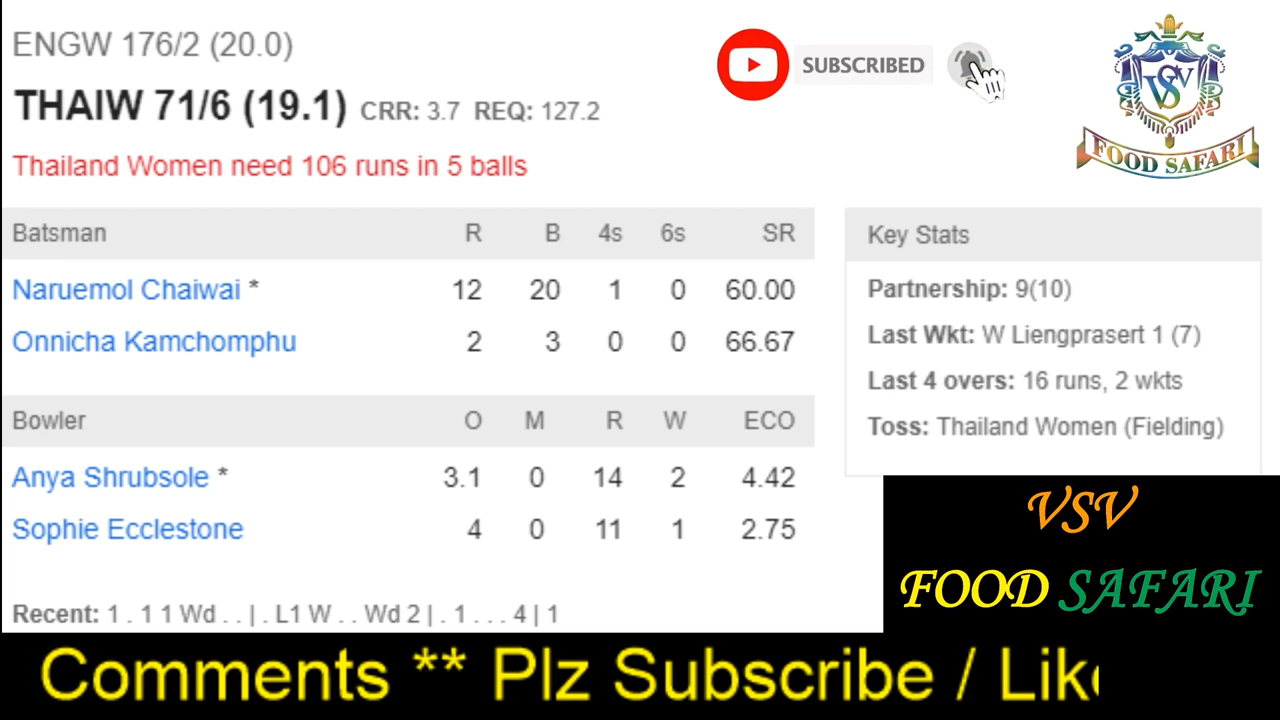 ENGW 176/2 (20.0)
THAIW 71/6 (19.1) CRR: 3.7 REQ: 127.2
Thailand Women need 106 runs in 5 balls
SUBSCRIBED
VSV
FOOD SAFARI
Batsman R B 4s 6s SR
Naruemol Chaiwai * 12 20 1 0 60.00
Onnicha Kamchomphu 2 3 0 0 66.67
Bowler O M R W ECO
Anya Shrubsole * 3.1 0 14 2 4.42
Sophie Ecclestone 4 0 11 1 2.75
Recent: 1 . 1 1 Wd . . | . L1 W . . Wd 2 | . 1 . . . 4 | 1
Key Stats
Partnership: 9(10)
Last Wkt: W Liengprasert 1 (7)
Last 4 overs: 16 runs, 2 wkts
Toss: Thailand Women (Fielding)
VSV
FOOD SAFARI
Comments ** Plz Subscribe / Like